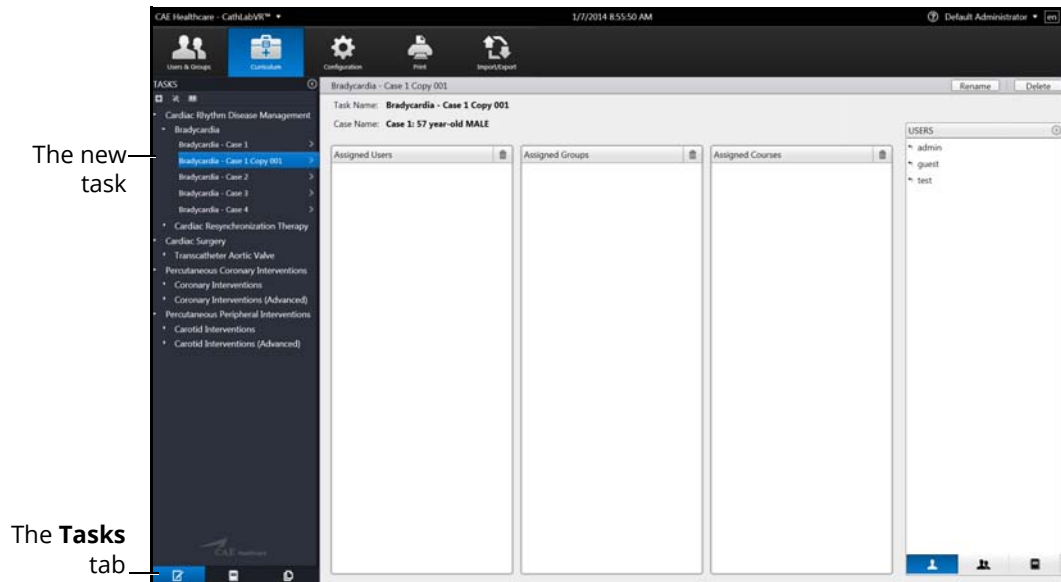 CAE Healthcare - CathLabVR™
1/7/2014 8:55:50 AM
Default Administrator
en
Users & Groups
Curriculum
Configuration
Print
Import/Export
TASKS
Bradycardia - Case 1 Copy 001
Rename
Delete
Task Name: Bradycardia - Case 1 Copy 001
Case Name: Case 1: 57 year-old MALE
Cardiac Rhythm Disease Management
Bradycardia
Bradycardia - Case 1
Bradycardia - Case 1 Copy 001
Bradycardia - Case 2
Bradycardia - Case 3
Bradycardia - Case 4
Cardiac Resynchronization Therapy
Cardiac Surgery
Transcatheter Aortic Valve
Percutaneous Coronary Interventions
Coronary Interventions
Coronary Interventions (Advanced)
Percutaneous Peripheral Interventions
Carotid Interventions
Carotid Interventions (Advanced)
The new
task
Assigned Users
Assigned Groups
Assigned Courses
USERS
admin
guest
test
CAE Healthcare
The Tasks
tab